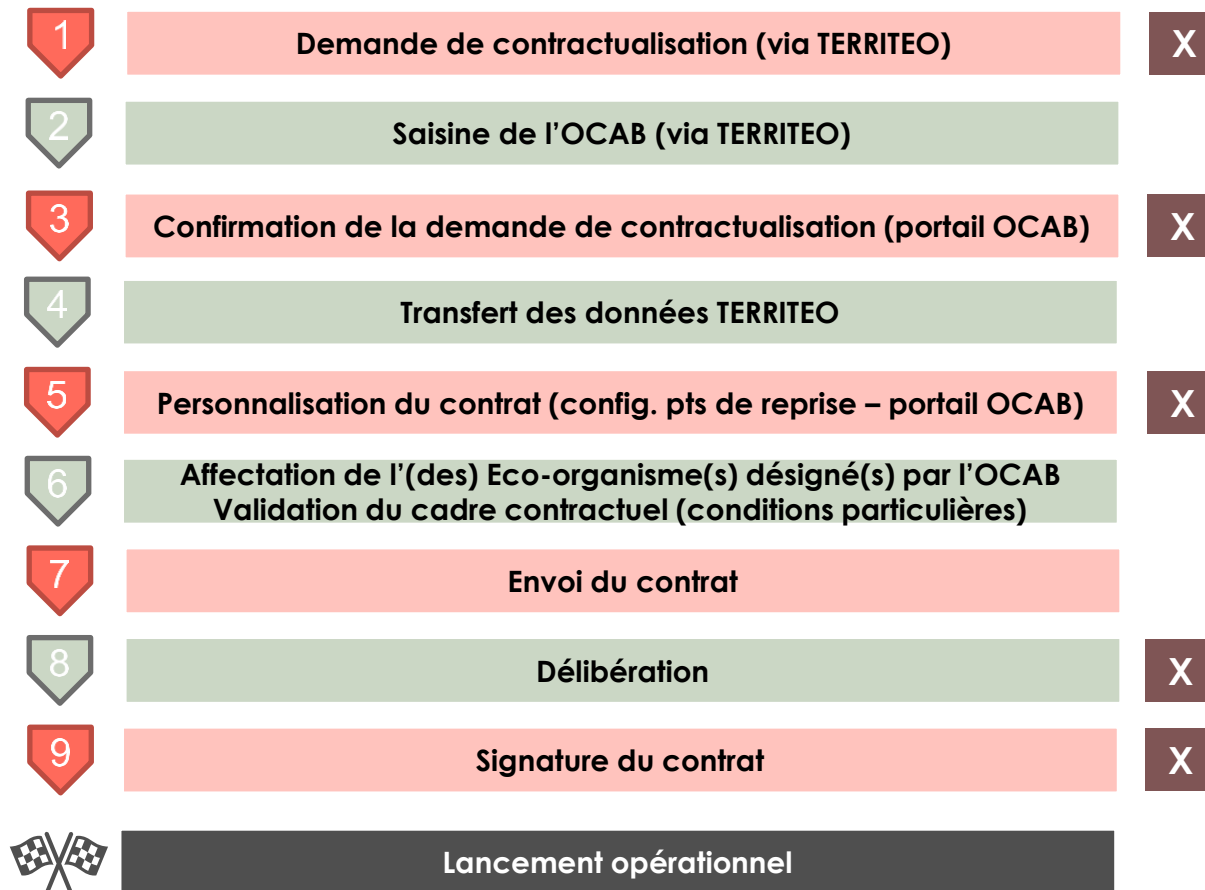 1 Demande de contractualisation (via TERRITEO) X
2 Saisine de l’OCAB (via TERRITEO)
3 Confirmation de la demande de contractualisation (portail OCAB) X
4 Transfert des données TERRITEO
5 Personnalisation du contrat (config. pts de reprise – portail OCAB) X
6 Affectation de l’(des) Eco-organisme(s) désigné(s) par l’OCAB
Validation du cadre contractuel (conditions particulières)
7 Envoi du contrat
8 Délibération X
9 Signature du contrat X
Lancement opérationnel